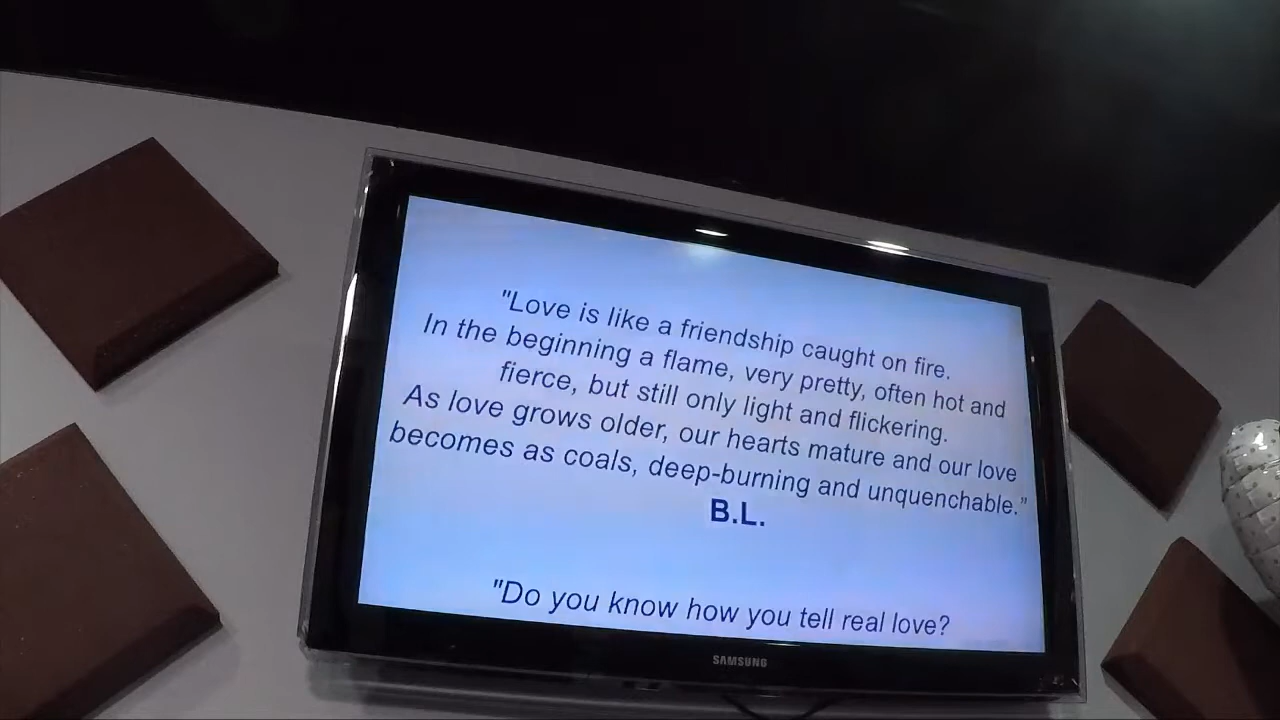 "Love is like a friendship caught on fire.
In the beginning a flame, very pretty, often hot and
fierce, but still only light and flickering.
As love grows older, our hearts mature and our love
becomes as coals, deep-burning and unquenchable."
B.L.
"Do you know how you tell real love?
SAMSUNG